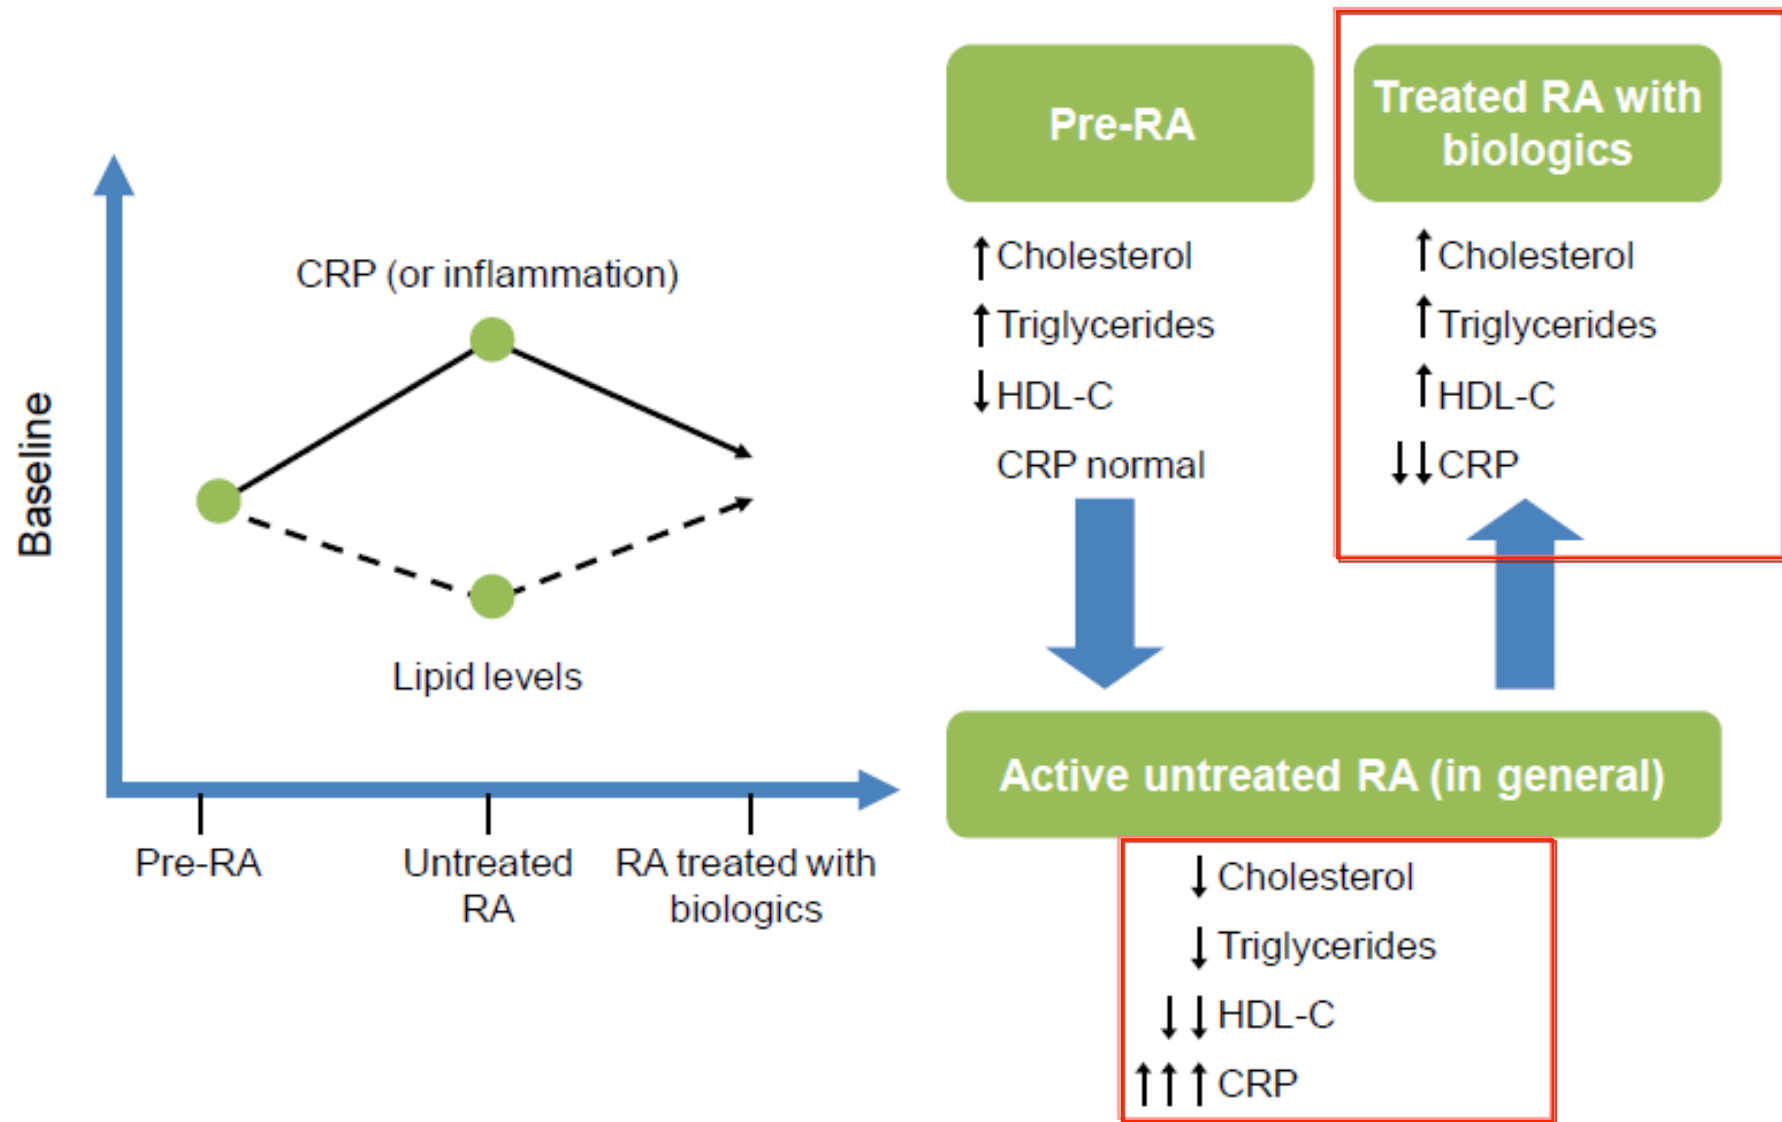 Baseline
CRP (or inflammation)
Lipid levels
Pre-RA
Untreated
RA
RA treated with
biologics
Pre-RA
↑Cholesterol
↑Triglycerides
↓HDL-C
CRP normal
Treated RA with
biologics
↑Cholesterol
↑Triglycerides
↑HDL-C
↓↓CRP
Active untreated RA (in general)
↓Cholesterol
↓Triglycerides
↓↓HDL-C
↑↑↑CRP